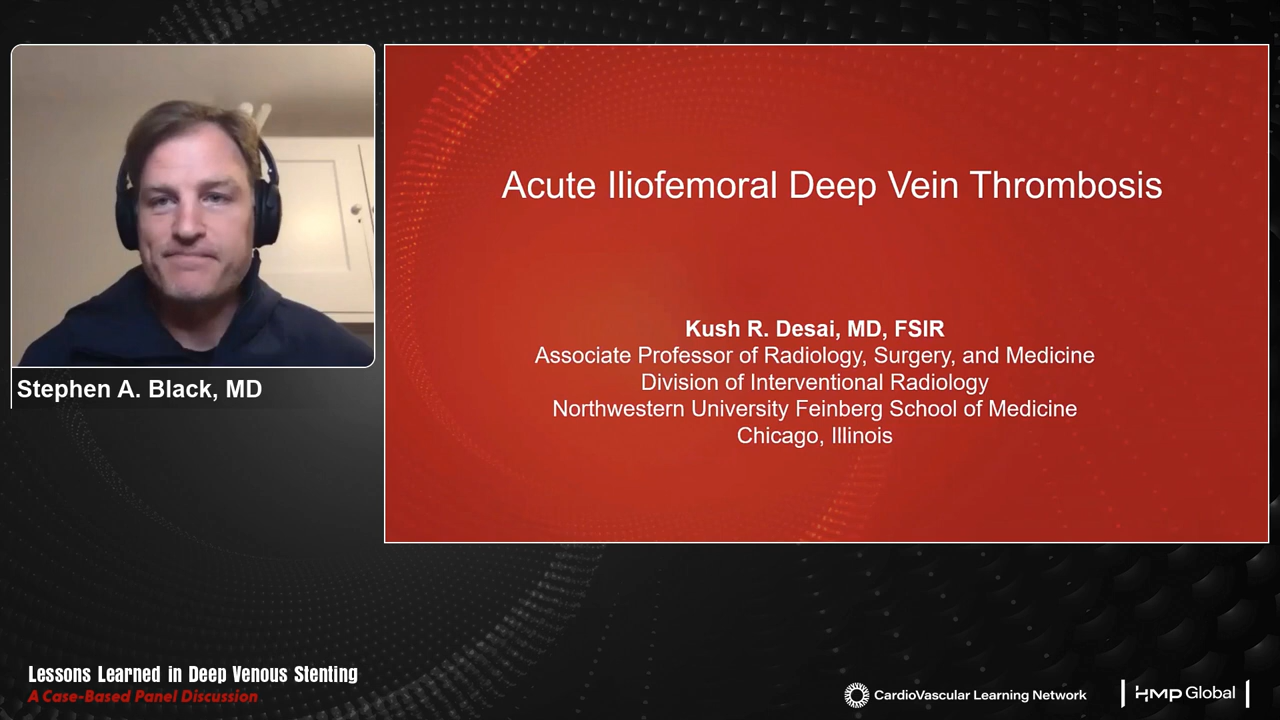 Stephen A. Black, MD
Acute Iliofemoral Deep Vein Thrombosis
Kush R. Desai, MD, FSIR
Associate Professor of Radiology, Surgery, and Medicine
Division of Interventional Radiology
Northwestern University Feinberg School of Medicine
Chicago, Illinois
Lessons Learned in Deep Venous Stenting
A Case-Based Panel Discussion
CardioVascular Learning Network
HMP Global